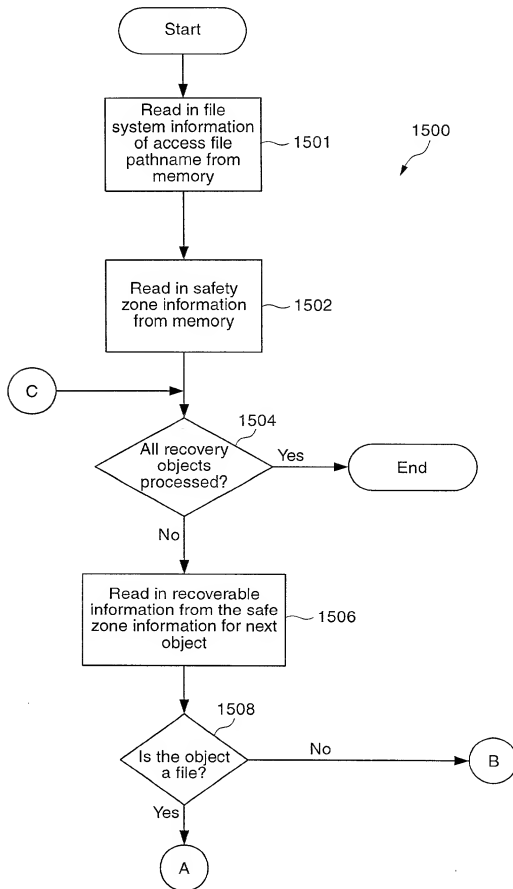 Start
Read in file
system information
of access file
pathname from
memory
1501
1500
Read in safety
zone information
from memory
1502
C
1504
All recovery
objects
processed?
Yes
End
No
Read in recoverable
information from the safe
zone information for next
object
1506
1508
Is the object
a file?
No
B
Yes
A